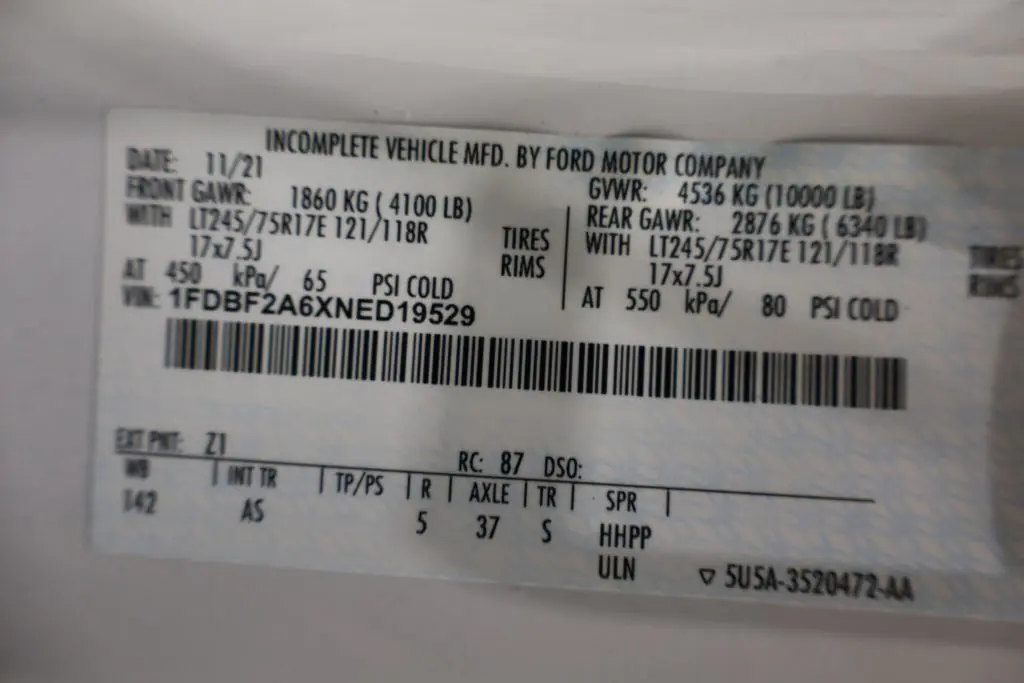 INCOMPLETE VEHICLE MFD. BY FORD MOTOR COMPANY
DATE: 11/21
GVWR: 4536 KG (10000 LB)
FRONT GAWR: 1860 KG ( 4100 LB)
REAR GAWR: 2876 KG ( 6340 LB)
WITH LT245/75R17E 121/118R TIRES
WITH LT245/75R17E 121/118R TIRES
17x7.5J RIMS
17x7.5J RIMS
AT 450 kPa/ 65 PSI COLD
AT 550 kPa/ 80 PSI COLD
VIN: 1FDBF2A6XNED19529
EXT PNT: Z1
RC: 87 DSO:
WB | INT TR | TP/PS | R | AXLE | TR | SPR |
142 AS 5 37 S HHPP
ULN
▽ 5U5A-3520472-AA